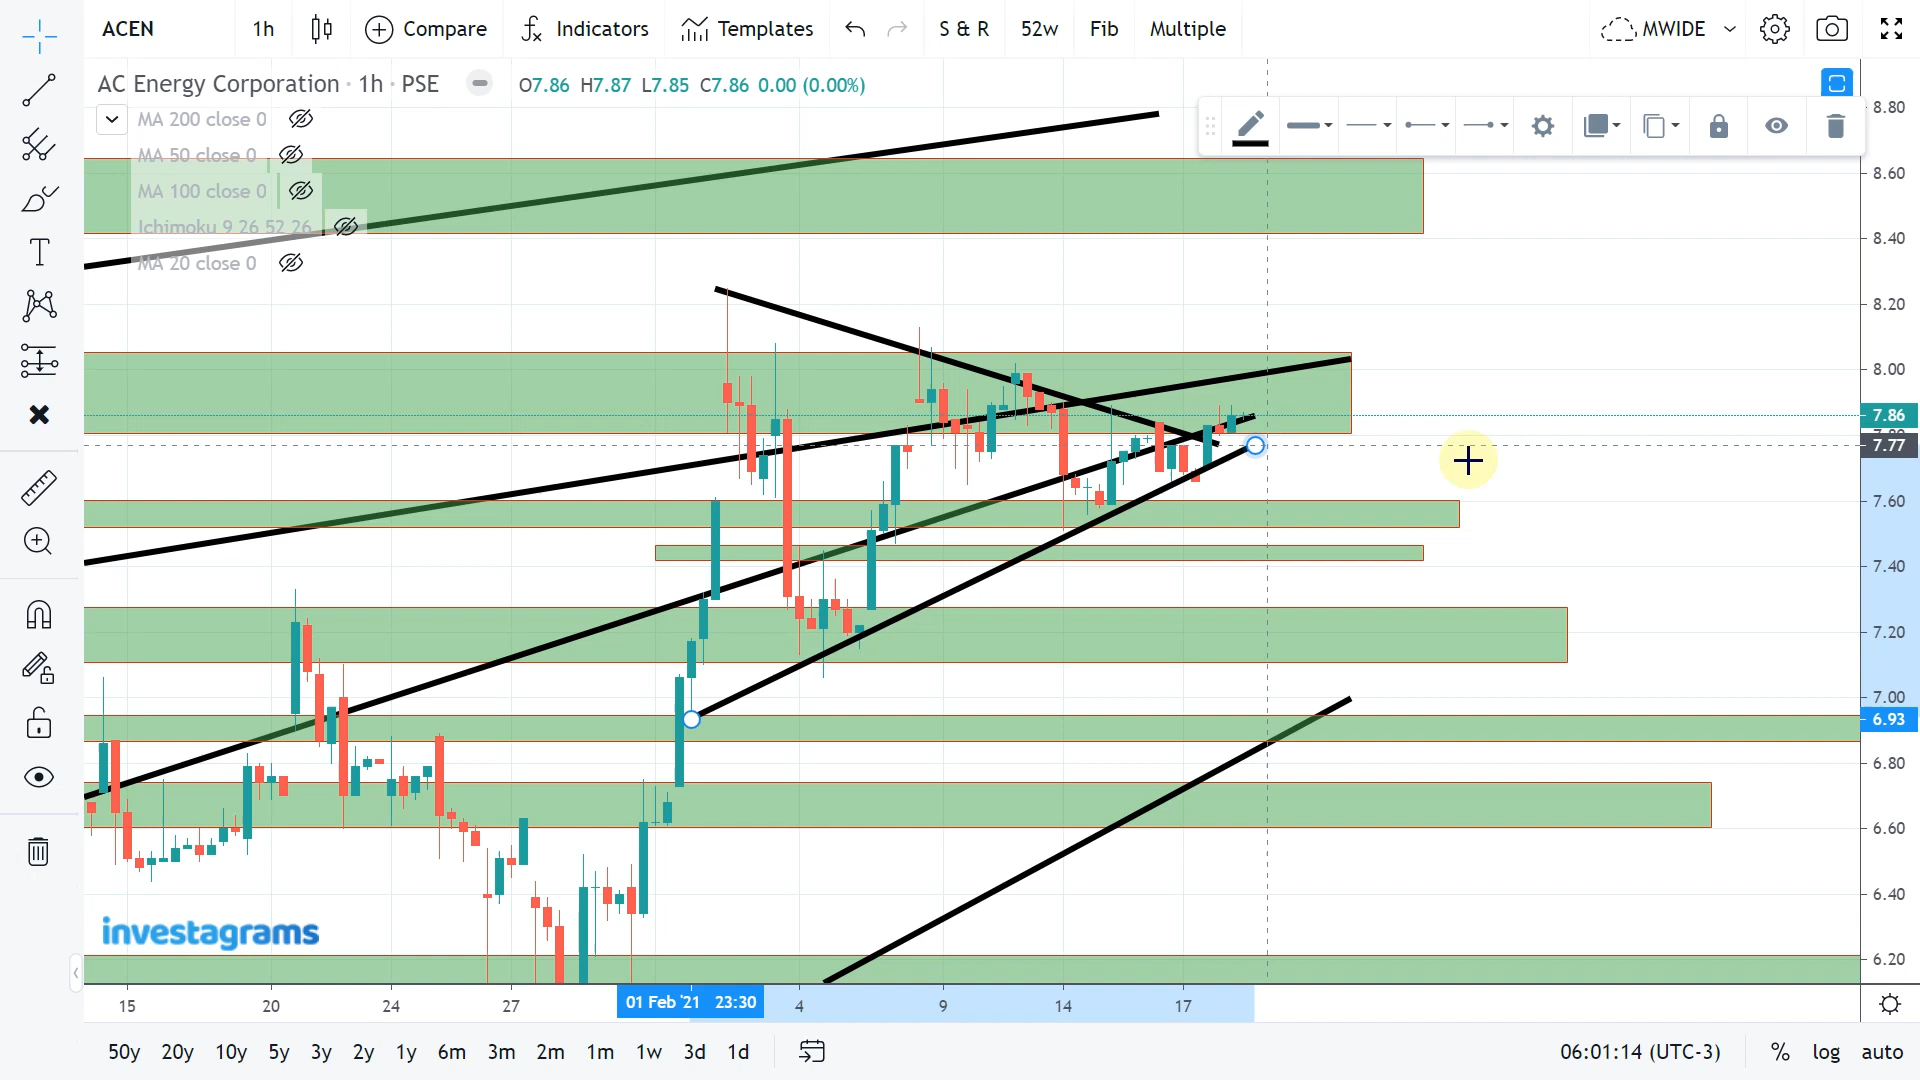 ACEN 1h Compare Indicators Templates S & R 52w Fib Multiple MWIDE
AC Energy Corporation · 1h · PSE O7.86 H7.87 L7.85 C7.86 0.00 (0.00%)
MA 200 close 0
MA 50 close 0
MA 100 close 0
Ichimoku 9 26 52 26
MA 20 close 0
8.80
8.60
8.40
8.20
8.00
7.86
7.77
7.60
7.40
7.20
7.00
6.93
6.80
6.60
6.40
6.20
investagrams
15 20 24 27 01 Feb '21 23:30 4 9 14 17
50y 20y 10y 5y 3y 2y 1y 6m 3m 2m 1m 1w 3d 1d 06:01:14 (UTC-3) % log auto